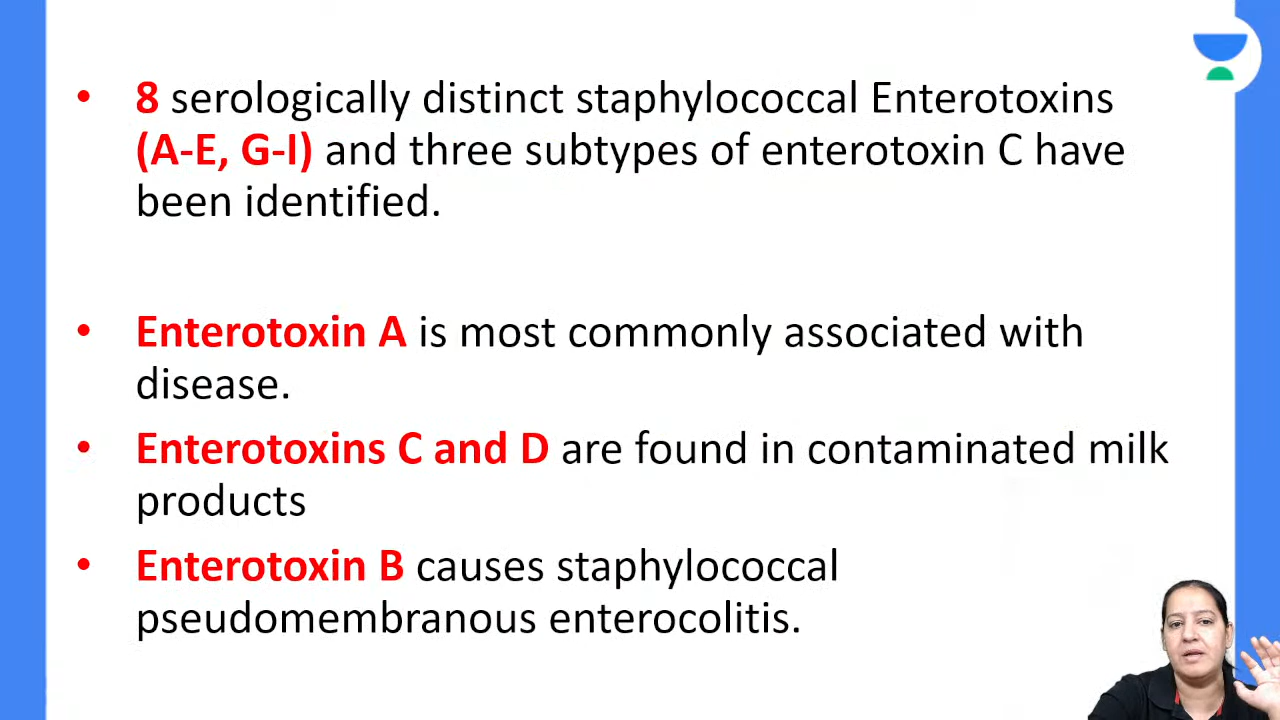 • 8 serologically distinct staphylococcal Enterotoxins
(A-E, G-I) and three subtypes of enterotoxin C have
been identified.
• Enterotoxin A is most commonly associated with
disease.
• Enterotoxins C and D are found in contaminated milk
products
• Enterotoxin B causes staphylococcal
pseudomembranous enterocolitis.